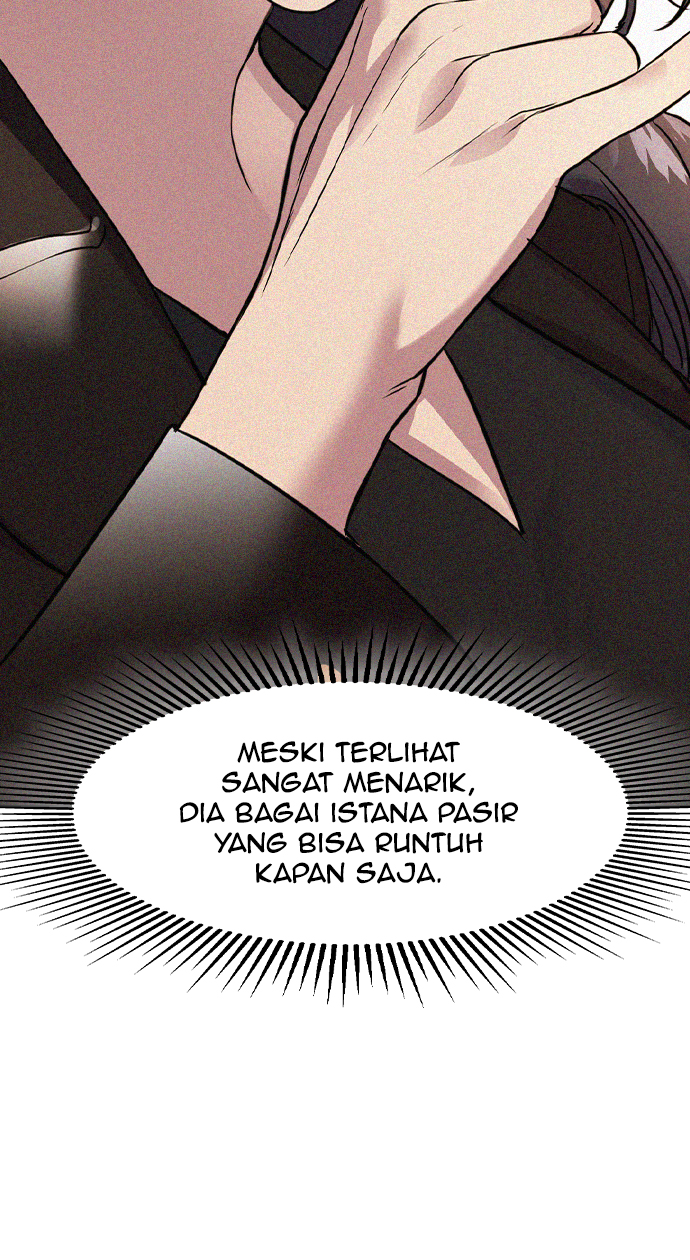 MESKI TERLIHAT
SANGAT MENARIK,
DIA BAGAI ISTANA PASIR
YANG BISA RUNTUH
KAPAN SAJA.